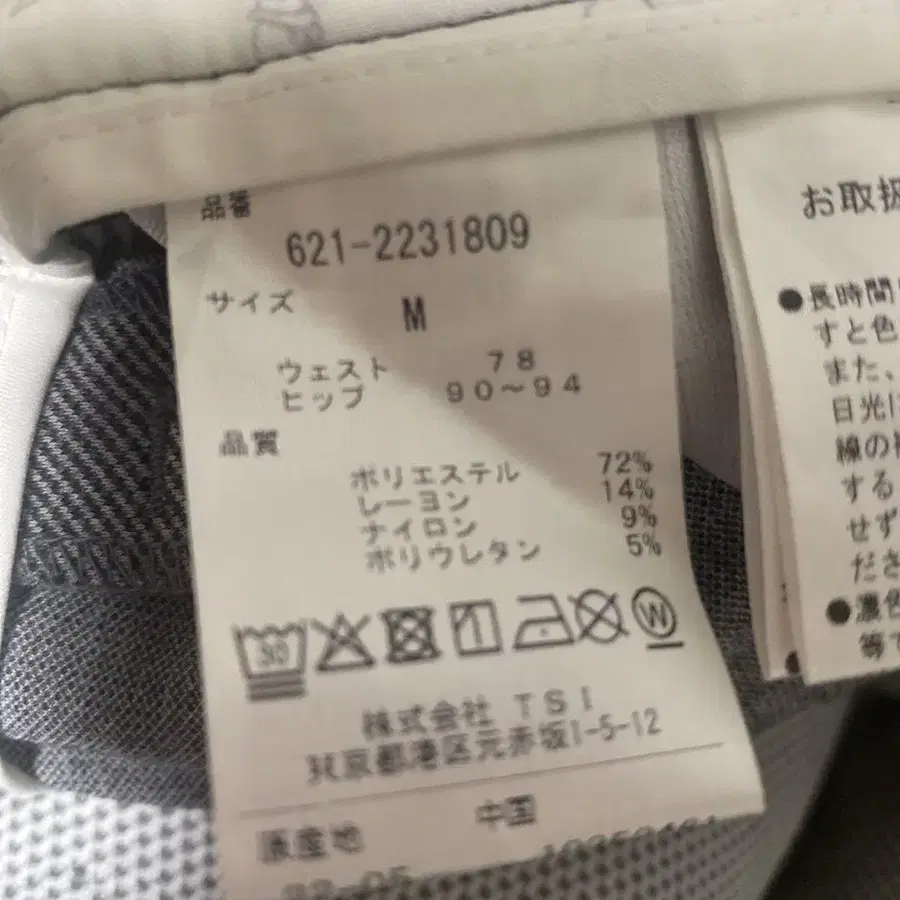 品番
621-2231809
サイズ
M
ウェスト 78
ヒップ 90～94
品質
ポリエステル 72%
レーヨン 14%
ナイロン 9%
ポリウレタン 5%
30
W
株式会社 TSI
東京都港区元赤坂1-5-12
原産地 中国
お取扱
●長時間
すと色
また、
日光に
線の
する
せず
ださ
●濃色
等で